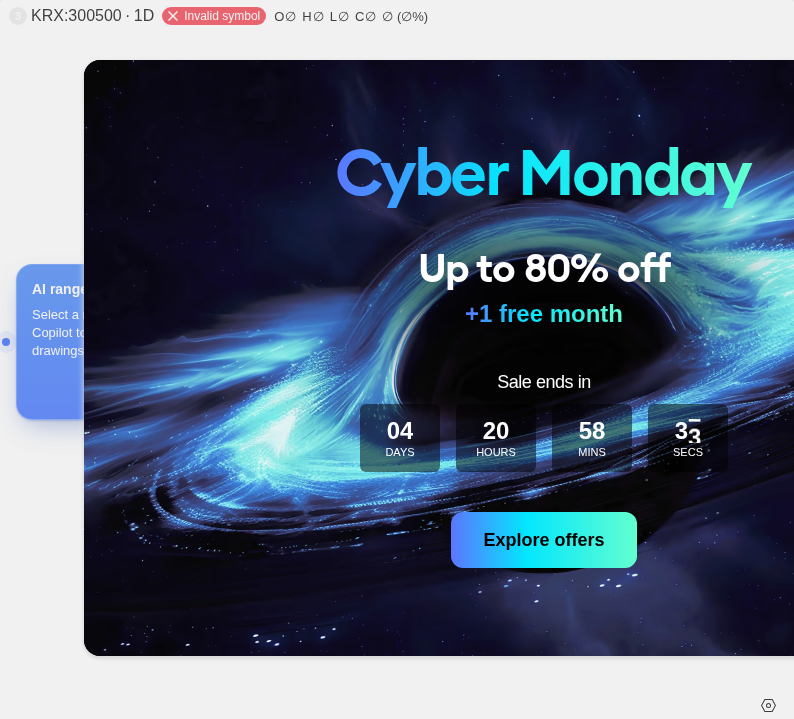 3 KRX:300500 · 1D Invalid symbol O∅ H∅ L∅ C∅ ∅ (∅%)
Cyber Monday
Up to 80% off
+1 free month
AI range
Select a
Copilot to
drawings
Sale ends in
04 20 58
DAYS HOURS MINS SECS
Explore offers